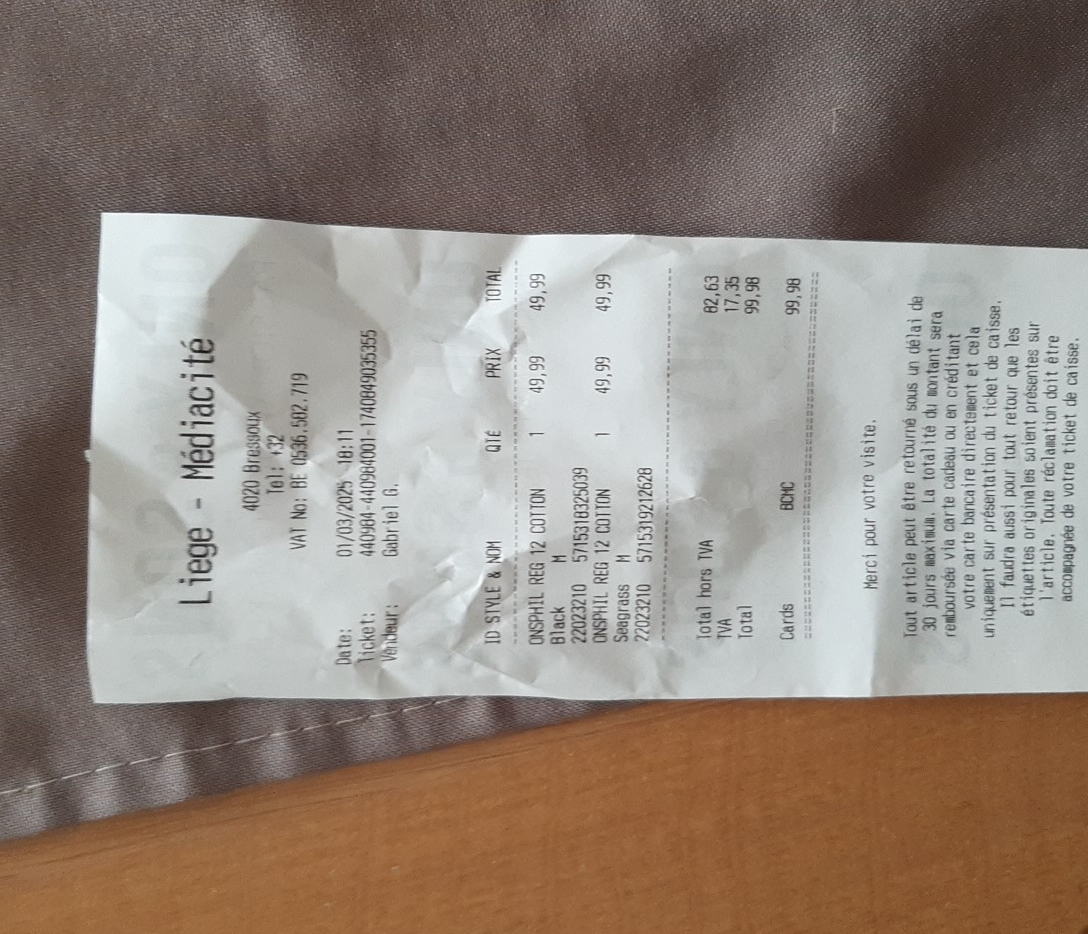 Liege - Médiacité
4020 Bressoux
Tel: +32
VAT No: BE 0536.582.719
Date: 01/03/2025 -18:11
Ticket: 440984-440984001-1740849035355
Vendeur: Gabriel G.
ID STYLE & NOM QTÉ PRIX TOTAL
ONSPHIL REG 12 COTTON 1 49,99 49,99
Black M
22023210 5715318325039
ONSPHIL REG 12 COTTON 1 49,99 49,99
Seagrass M
22023210 5715319212628
Total hors TVA 82,63
TVA 17,35
Total 99,98
Cards BCMC 99,98
Merci pour votre visite.
Tout article peut être retourné sous un délai de
30 jours maximum. La totalité du montant sera
remboursée via carte cadeau ou en créditant
votre carte bancaire directement et cela
uniquement sur présentation du ticket de caisse.
Il faudra aussi pour tout retour que les
étiquettes originales soient présentes sur
l'article. Toute réclamation doit être
accompagnée de votre ticket de caisse.